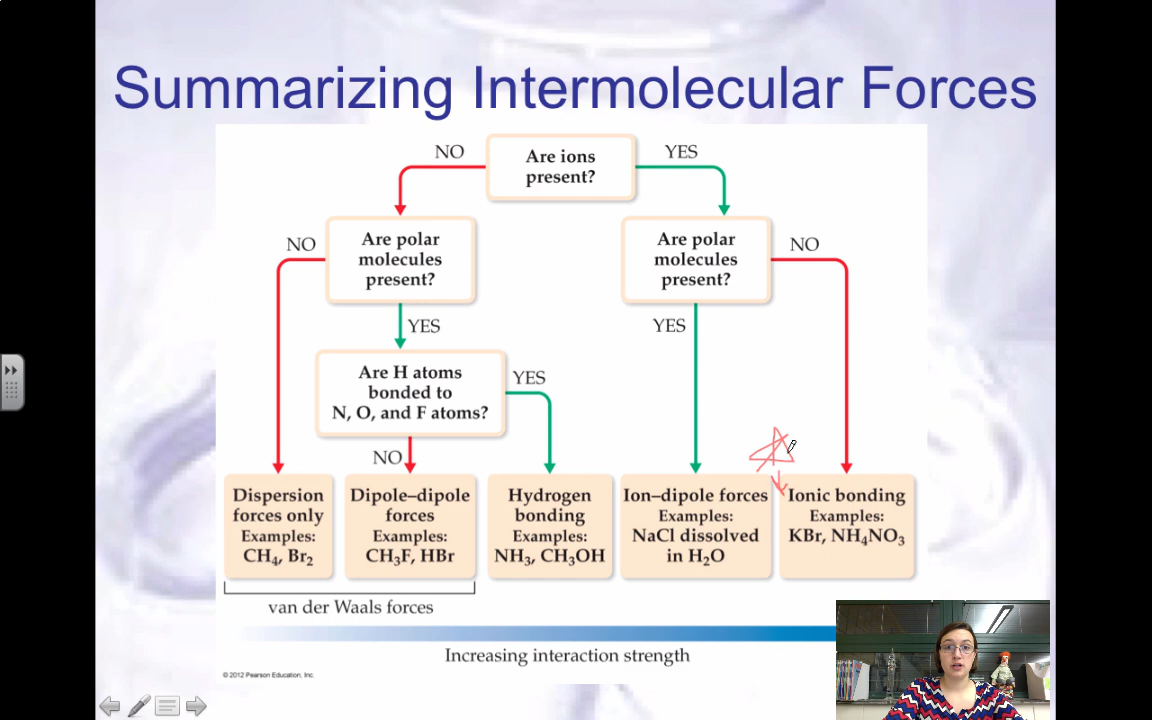 Summarizing Intermolecular Forces
NO
Are ions
present?
YES
NO
Are polar
molecules
present?
Are polar
molecules
present?
NO
YES
YES
Are H atoms
bonded to
N, O, and F atoms?
YES
NO
Dispersion
forces only
Examples:
CH₄, Br₂
Dipole–dipole
forces
Examples:
CH₃F, HBr
Hydrogen
bonding
Examples:
NH₃, CH₃OH
Ion–dipole forces
Examples:
NaCl dissolved
in H₂O
Ionic bonding
Examples:
KBr, NH₄NO₃
van der Waals forces
Increasing interaction strength
© 2012 Pearson Education, Inc.